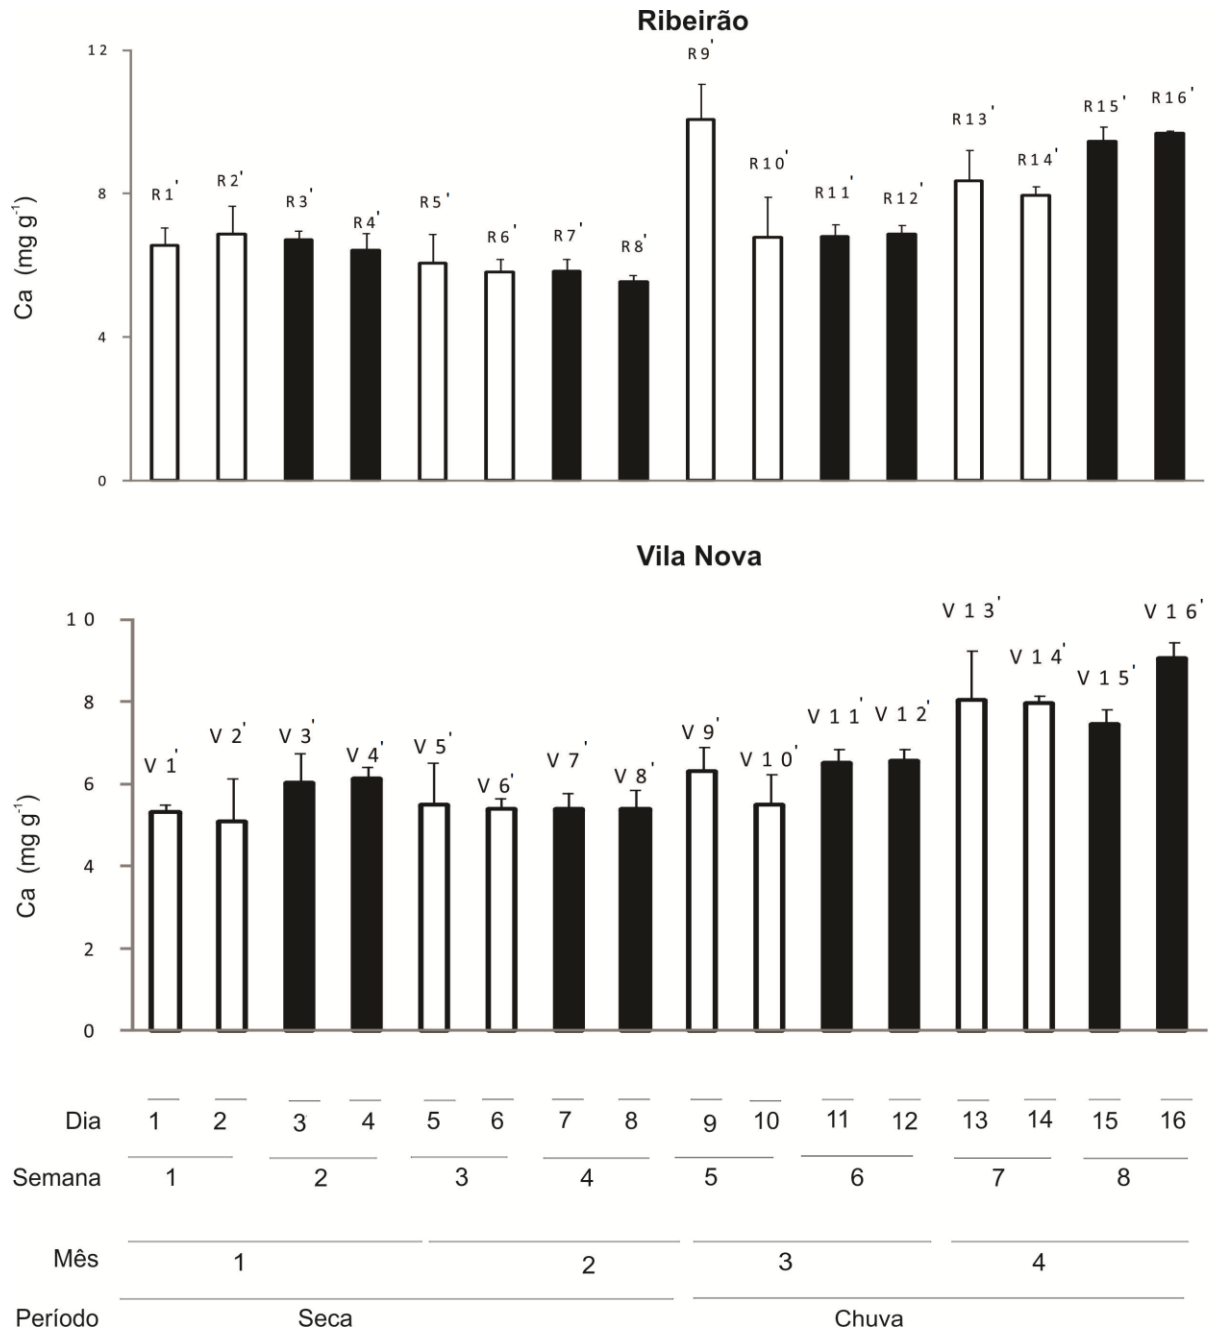 Ribeirão
12
R9'
R15' R16'
R13'
R10' R14'
R1' R2' R3' R4' R5' R11' R12'
8
R6' R7' R8'
Ca (mg g-1)
4
0
Vila Nova
10
V 13' V 16'
V 14'
V 15'
8
V 11' V 12'
V 2' V 3' V 5' V 9'
V 1' V 4' V 7' V 10'
V 6' V 8'
6
Ca (mg g-1)
4
2
0
Dia 1 2 3 4 5 6 7 8 9 10 11 12 13 14 15 16
Semana 1 2 3 4 5 6 7 8
Mês 1 2 3 4
Período Seca Chuva